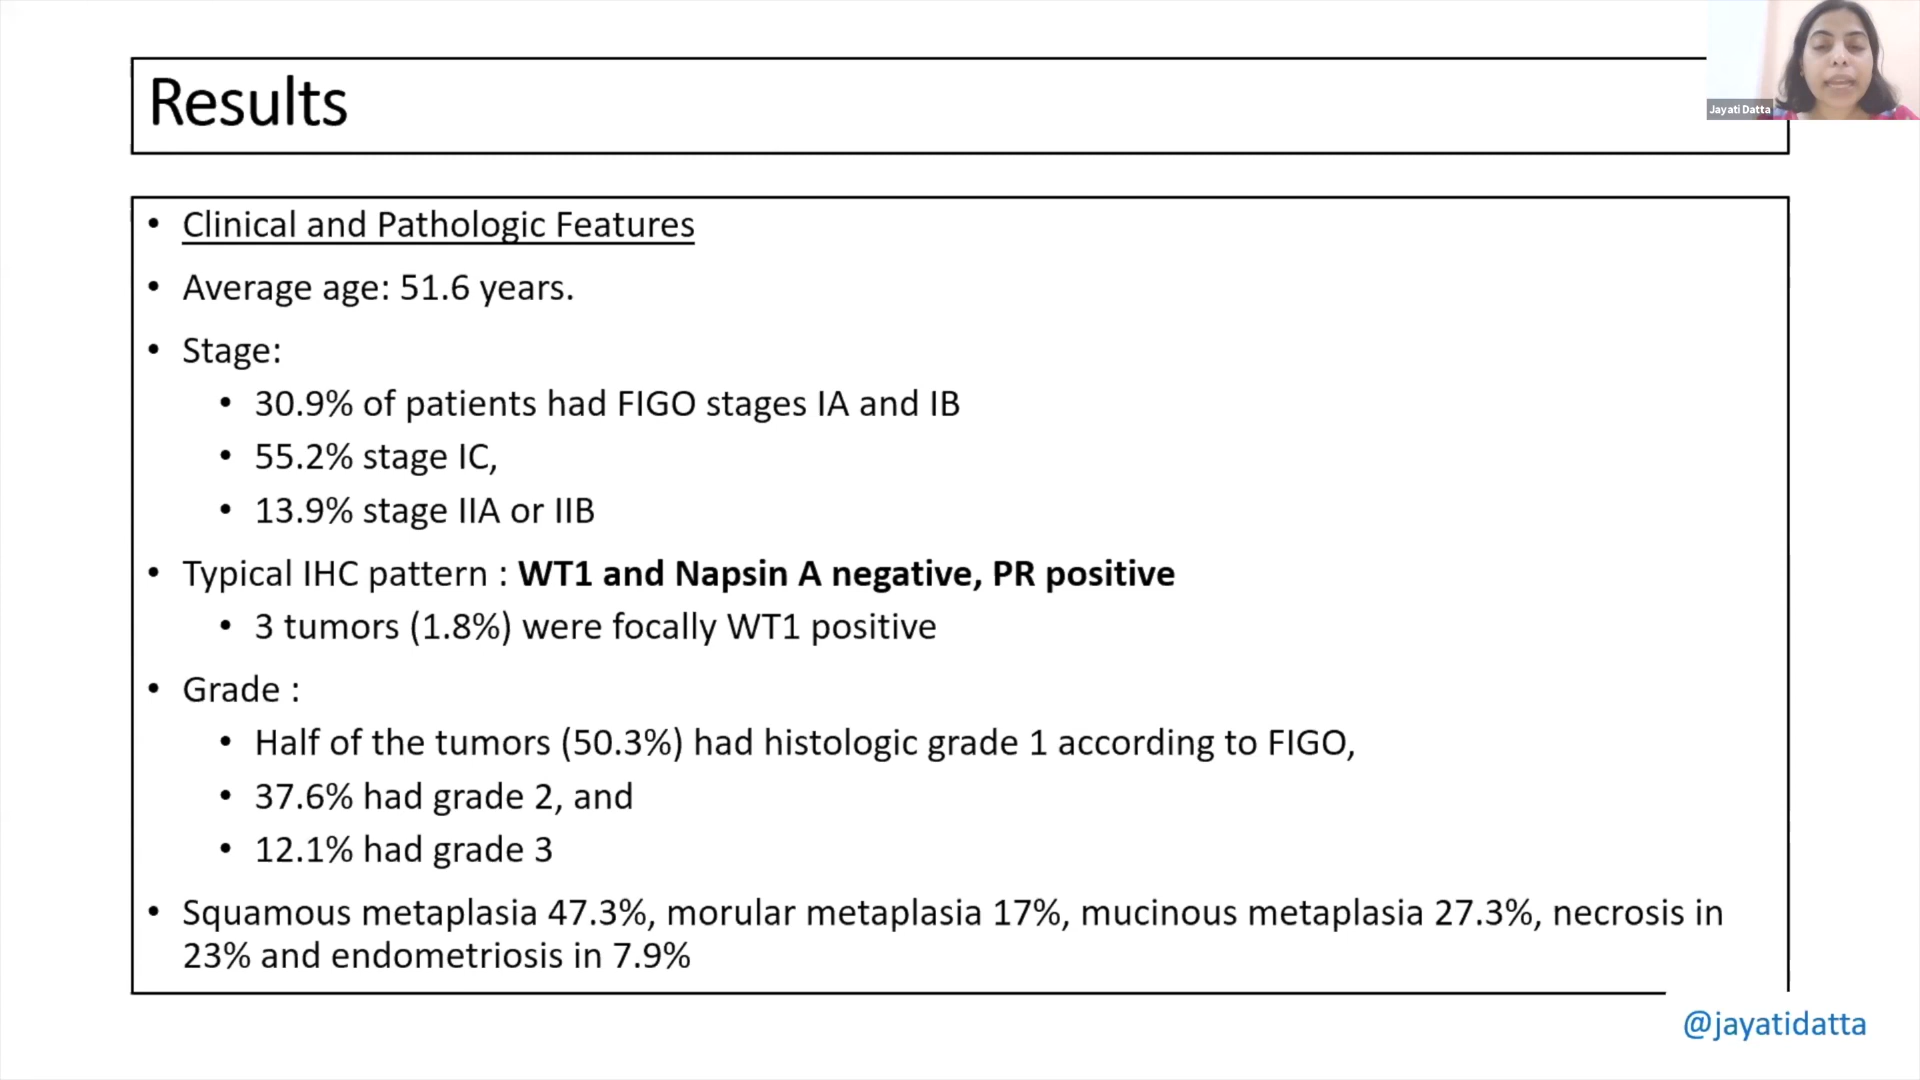 Results
Jayati Datta
• Clinical and Pathologic Features
• Average age: 51.6 years.
• Stage:
• 30.9% of patients had FIGO stages IA and IB
• 55.2% stage IC,
• 13.9% stage IIA or IIB
• Typical IHC pattern : WT1 and Napsin A negative, PR positive
• 3 tumors (1.8%) were focally WT1 positive
• Grade :
• Half of the tumors (50.3%) had histologic grade 1 according to FIGO,
• 37.6% had grade 2, and
• 12.1% had grade 3
• Squamous metaplasia 47.3%, morular metaplasia 17%, mucinous metaplasia 27.3%, necrosis in
23% and endometriosis in 7.9%
@jayatidatta